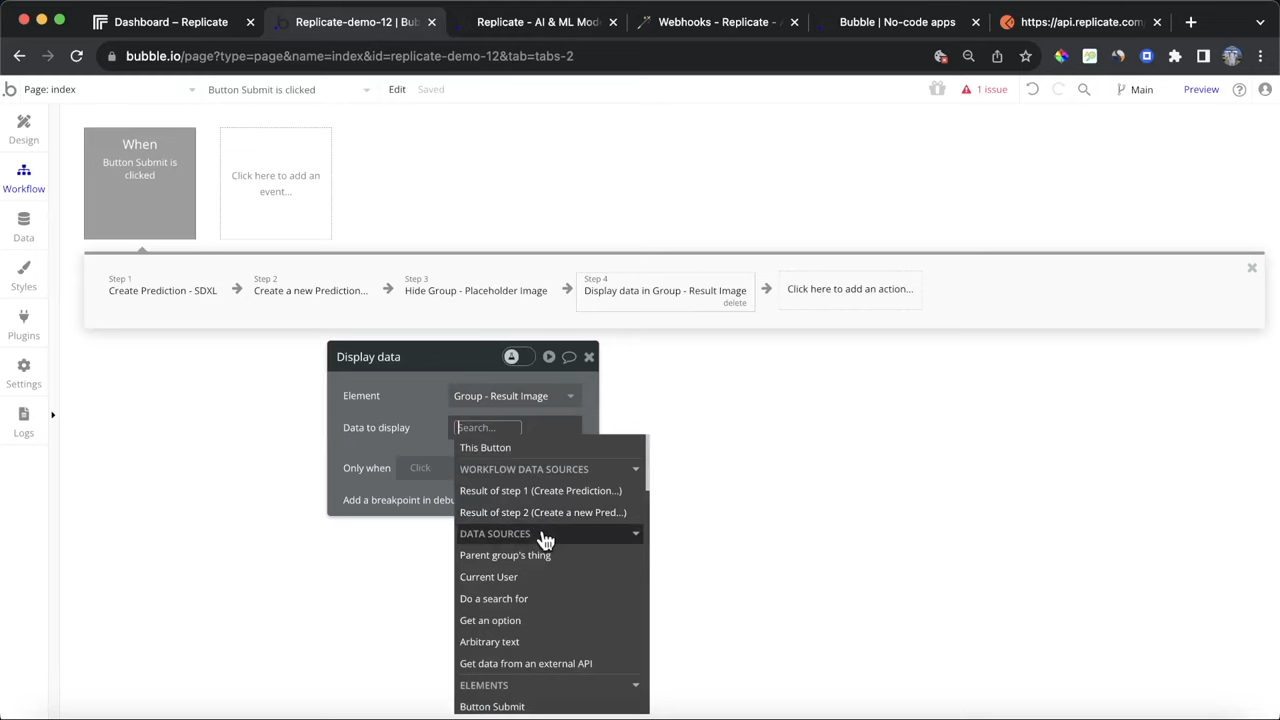 Dashboard – Replicate
Replicate-demo-12 | Bub
Replicate - AI & ML Mode
Webhooks - Replicate -
Bubble | No-code apps
https://api.replicate.com
bubble.io/page?type=page&name=index&id=replicate-demo-12&tab=tabs-2
Page: index
Button Submit is clicked
Edit
Saved
1 issue
Main
Preview
Design
Workflow
Data
Styles
Plugins
Settings
Logs
When
Button Submit is
clicked
Click here to add an
event...
Step 1
Create Prediction - SDXL
Step 2
Create a new Prediction...
Step 3
Hide Group - Placeholder Image
Step 4
Display data in Group - Result Image
delete
Click here to add an action...
Display data
Element
Group - Result Image
Data to display
Search...
Only when
Click
Add a breakpoint in debu
This Button
WORKFLOW DATA SOURCES
Result of step 1 (Create Prediction...)
Result of step 2 (Create a new Pred...)
DATA SOURCES
Parent group's thing
Current User
Do a search for
Get an option
Arbitrary text
Get data from an external API
ELEMENTS
Button Submit